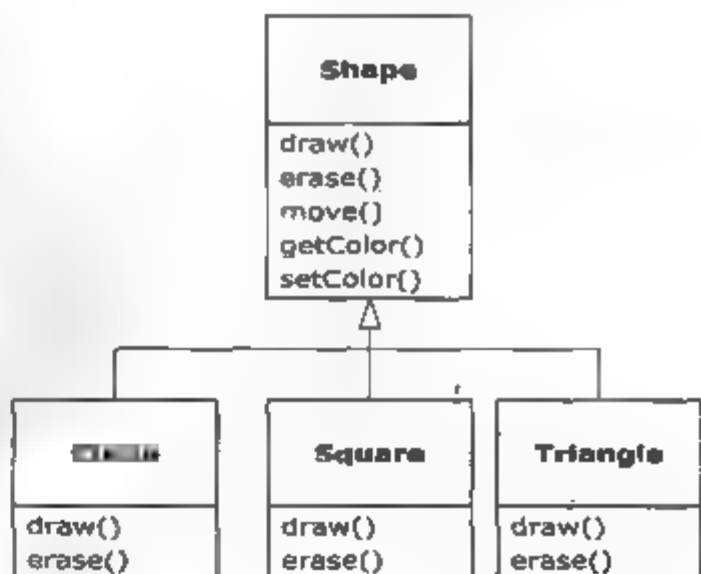 Shape
draw()
erase()
move()
getColor()
setColor()
Square
Triangle
draw()
erase()
draw()
erase()
draw()
erase()